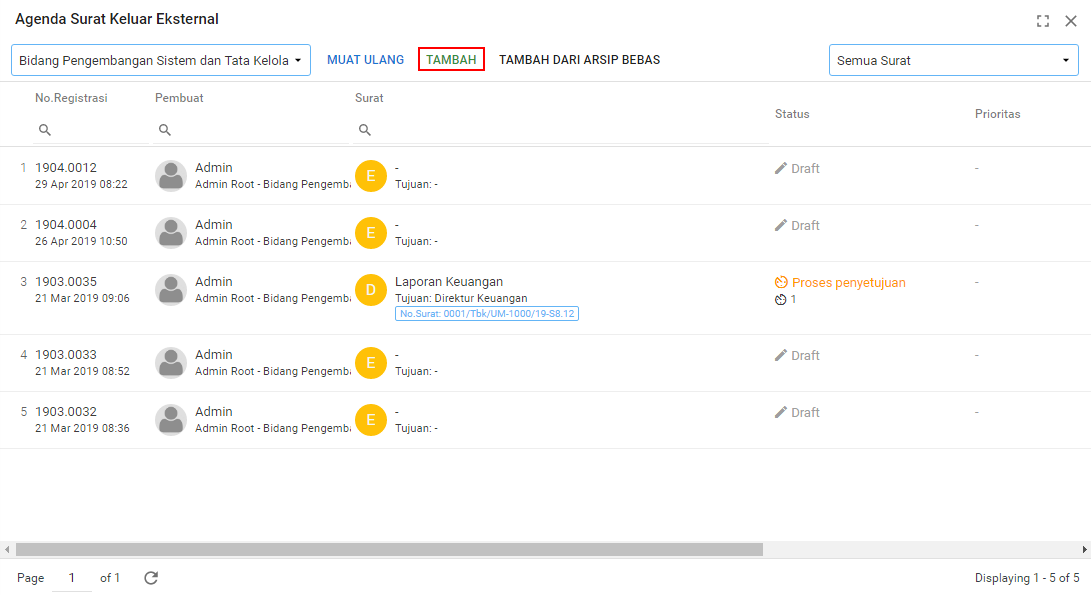 Agenda Surat Keluar Eksternal
Bidang Pengembangan Sistem dan Tata Kelola MUAT ULANG TAMBAH TAMBAH DARI ARSIP BEBAS Semua Surat
No.Registrasi Pembuat Surat Status Prioritas
1 1904.0012 Admin E - Draft -
29 Apr 2019 08:22 Admin Root - Bidang Pengemb Tujuan: -
2 1904.0004 Admin E - Draft -
26 Apr 2019 10:50 Admin Root - Bidang Pengemb Tujuan: -
3 1903.0035 Admin D Laporan Keuangan Proses penyetujuan -
21 Mar 2019 09:06 Admin Root - Bidang Pengemb Tujuan: Direktur Keuangan 1
No.Surat: 0001/Tbk/UM-1000/19-S8.12
4 1903.0033 Admin E - Draft -
21 Mar 2019 08:52 Admin Root - Bidang Pengemb Tujuan: -
5 1903.0032 Admin E - Draft -
21 Mar 2019 08:36 Admin Root - Bidang Pengemb Tujuan: -
Page 1 of 1 Displaying 1 - 5 of 5